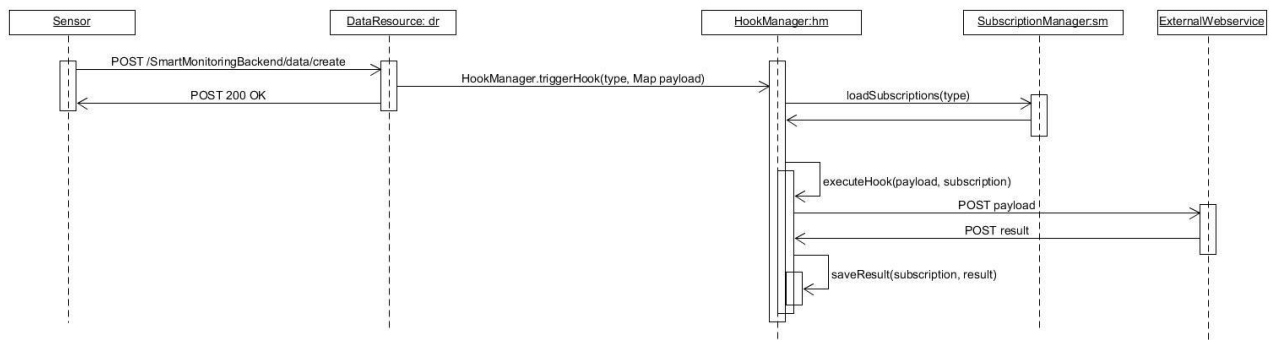 Sensor
DataResource: dr
HookManager:hm
SubscriptionManager:sm
ExternalWebservice
POST /SmartMonitoringBackend/data/create
HookManager.triggerHook(type, Map payload)
POST 200 OK
loadSubscriptions(type)
executeHook(payload, subscription)
POST payload
POST result
saveResult(subscription, result)